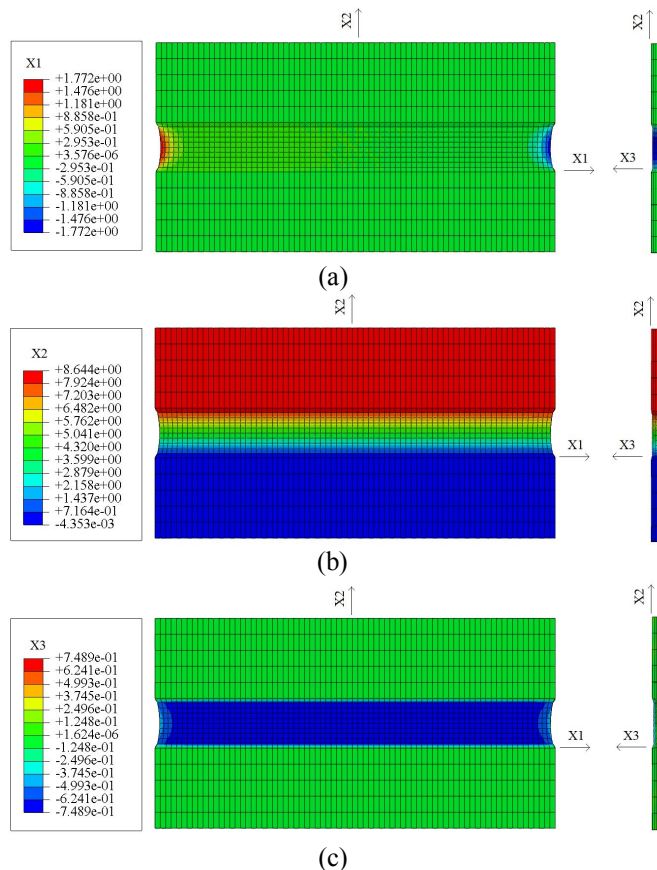 X2
X2
X1
+1.772e+00
+1.476e+00
+1.181e+00
+8.858e-01
+5.905e-01
+2.953e-01
+3.576e-06
-2.953e-01
-5.905e-01
-8.858e-01
-1.181e+00
-1.476e+00
-1.772e+00
X1
X3
(a)
X2
X2
X2
+8.644e+00
+7.924e+00
+7.203e+00
+6.482e+00
+5.762e+00
+5.041e+00
+4.320e+00
+3.599e+00
+2.879e+00
+2.158e+00
+1.437e+00
+7.164e-01
-4.353e-03
X1
X3
(b)
X2
X2
X3
+7.489e-01
+6.241e-01
+4.993e-01
+3.745e-01
+2.496e-01
+1.248e-01
+1.624e-06
-1.248e-01
-2.496e-01
-3.745e-01
-4.993e-01
-6.241e-01
-7.489e-01
X1
X3
(c)